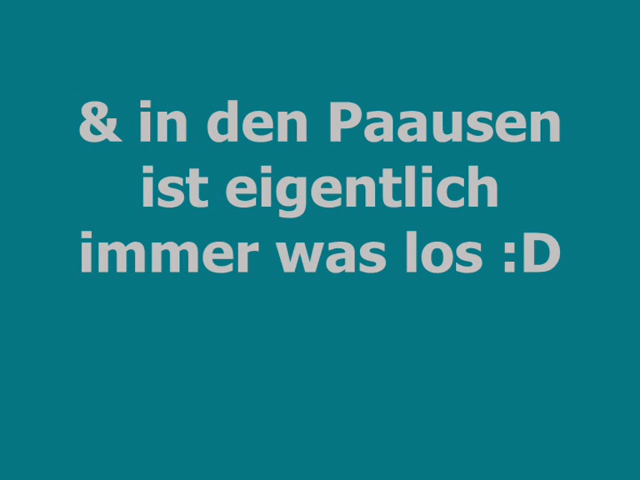 & in den Paausen
ist eigentlich
immer was los :D